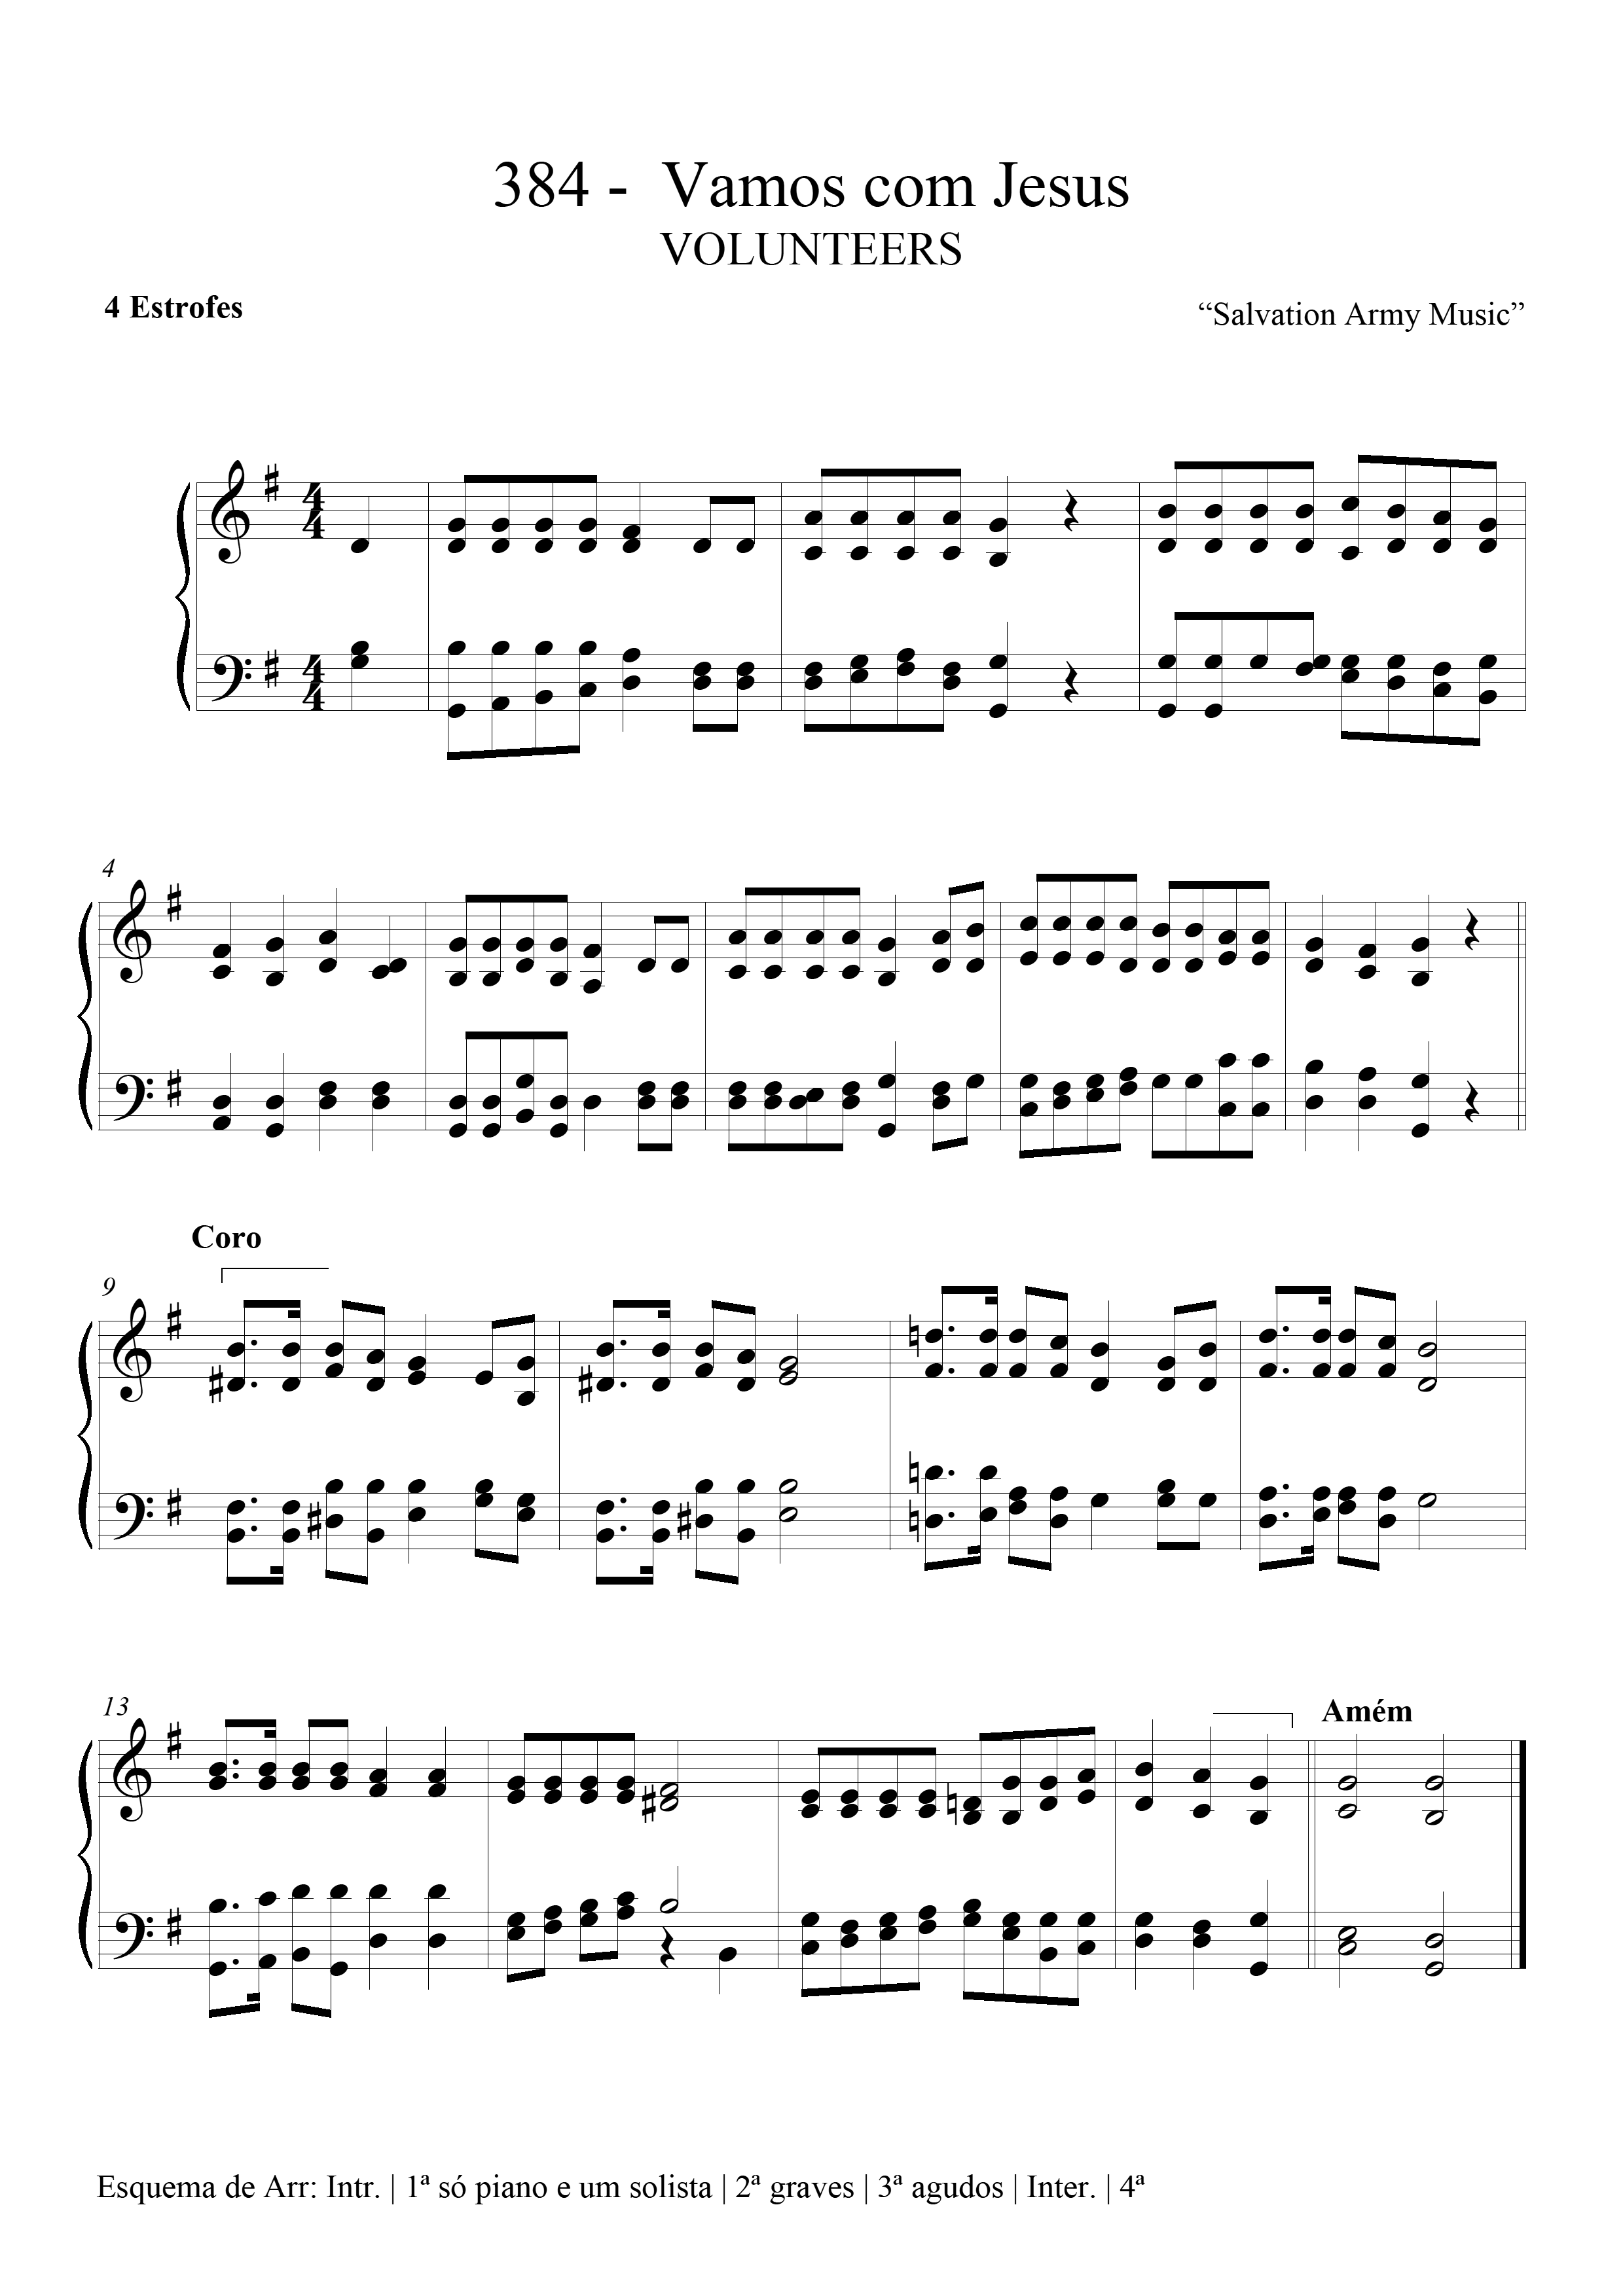 384 -  Vamos com Jesus
VOLUNTEERS
4 Estrofes
“Salvation Army Music”
4
Coro
9
13
Amém
Esquema de Arr: Intr. | 1ª só piano e um solista | 2ª graves | 3ª agudos | Inter. | 4ª